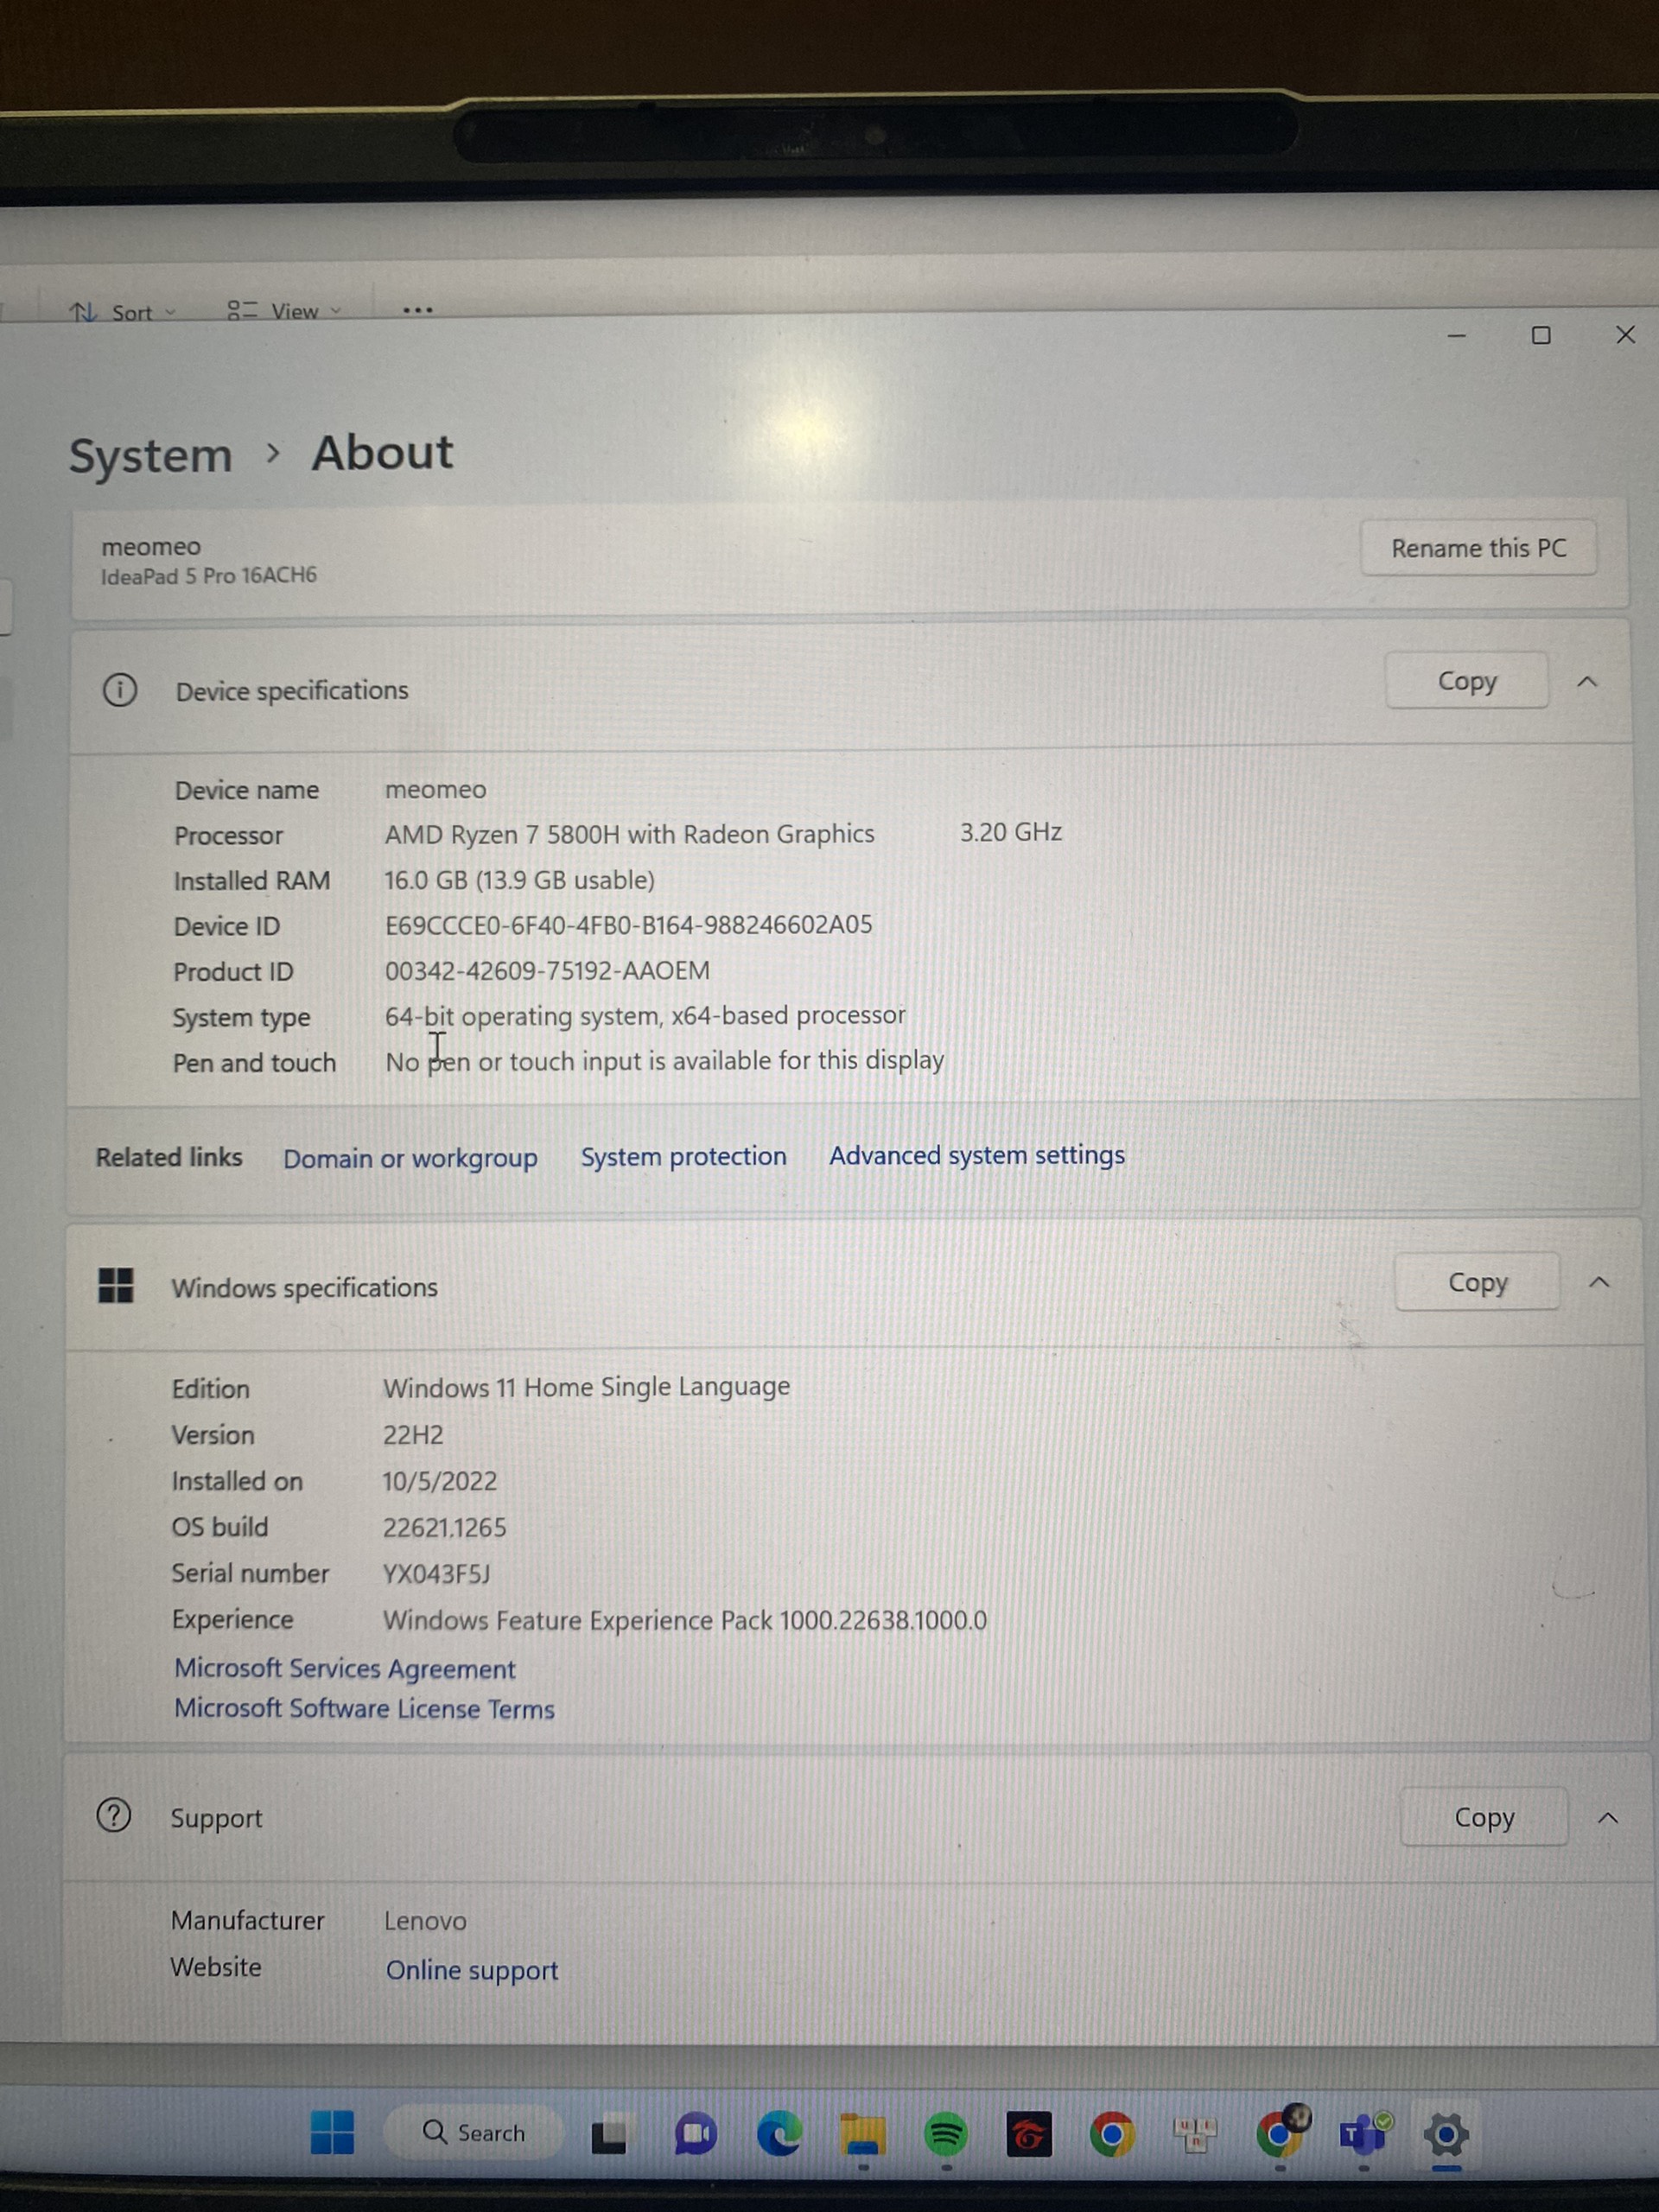 Sort View •••
System > About
meomeo
IdeaPad 5 Pro 16ACH6
Rename this PC
Device specifications
Copy
Device name meomeo
Processor AMD Ryzen 7 5800H with Radeon Graphics 3.20 GHz
Installed RAM 16.0 GB (13.9 GB usable)
Device ID E69CCCE0-6F40-4FB0-B164-988246602A05
Product ID 00342-42609-75192-AAOEM
System type 64-bit operating system, x64-based processor
Pen and touch No pen or touch input is available for this display
Related links Domain or workgroup System protection Advanced system settings
Windows specifications
Copy
Edition Windows 11 Home Single Language
Version 22H2
Installed on 10/5/2022
OS build 22621.1265
Serial number YX043F5J
Experience Windows Feature Experience Pack 1000.22638.1000.0
Microsoft Services Agreement
Microsoft Software License Terms
Support
Copy
Manufacturer Lenovo
Website Online support
Search